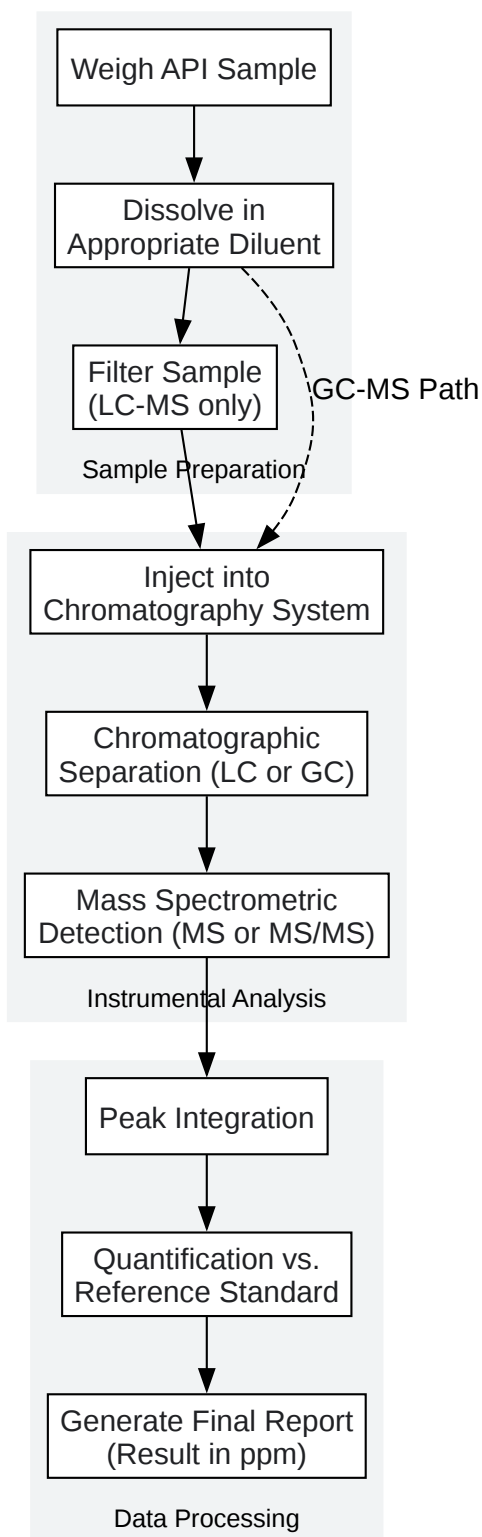 Weigh API Sample
Dissolve in
Appropriate Diluent
Filter Sample
(LC-MS only)
GC-MS Path
Sample Preparation
Inject into
Chromatography System
Chromatographic
Separation (LC or GC)
Mass Spectrometric
Detection (MS or MS/MS)
Instrumental Analysis
Peak Integration
Quantification vs.
Reference Standard
Generate Final Report
(Result in ppm)
Data Processing